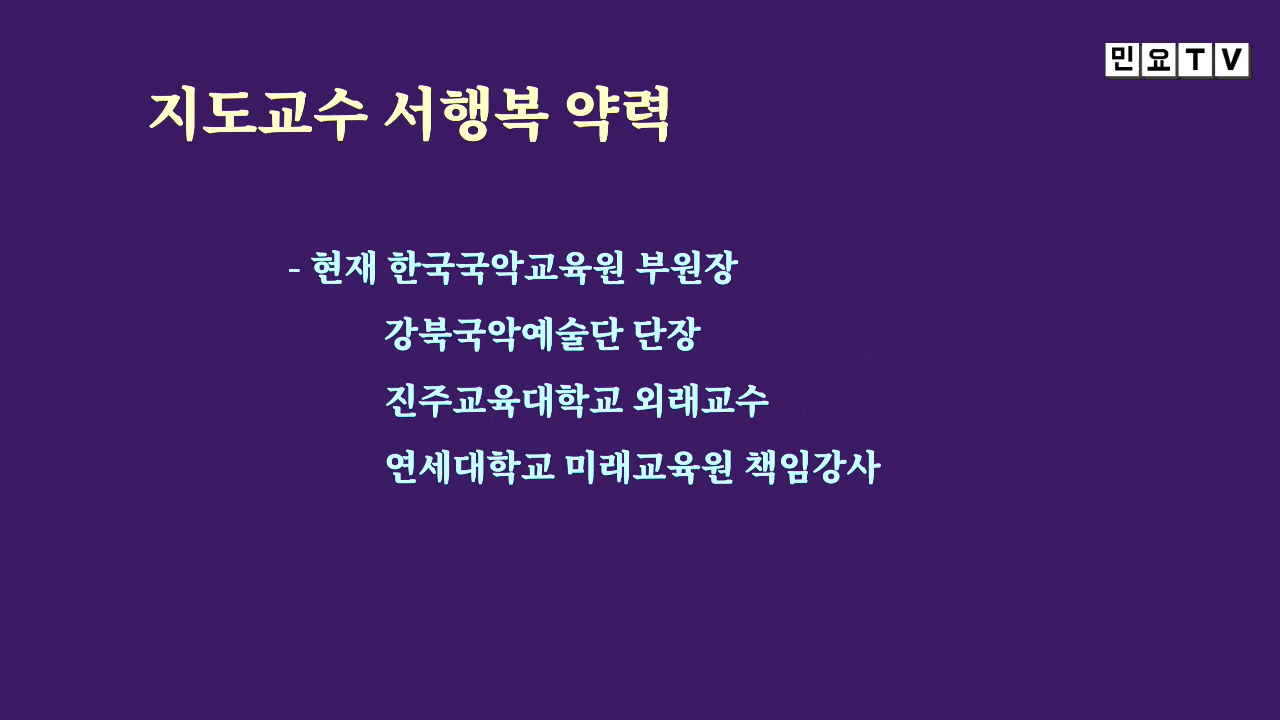 민요TV
지도교수 서행복 약력
- 현재 한국국악교육원 부원장
강북국악예술단 단장
진주교육대학교 외래교수
연세대학교 미래교육원 책임강사